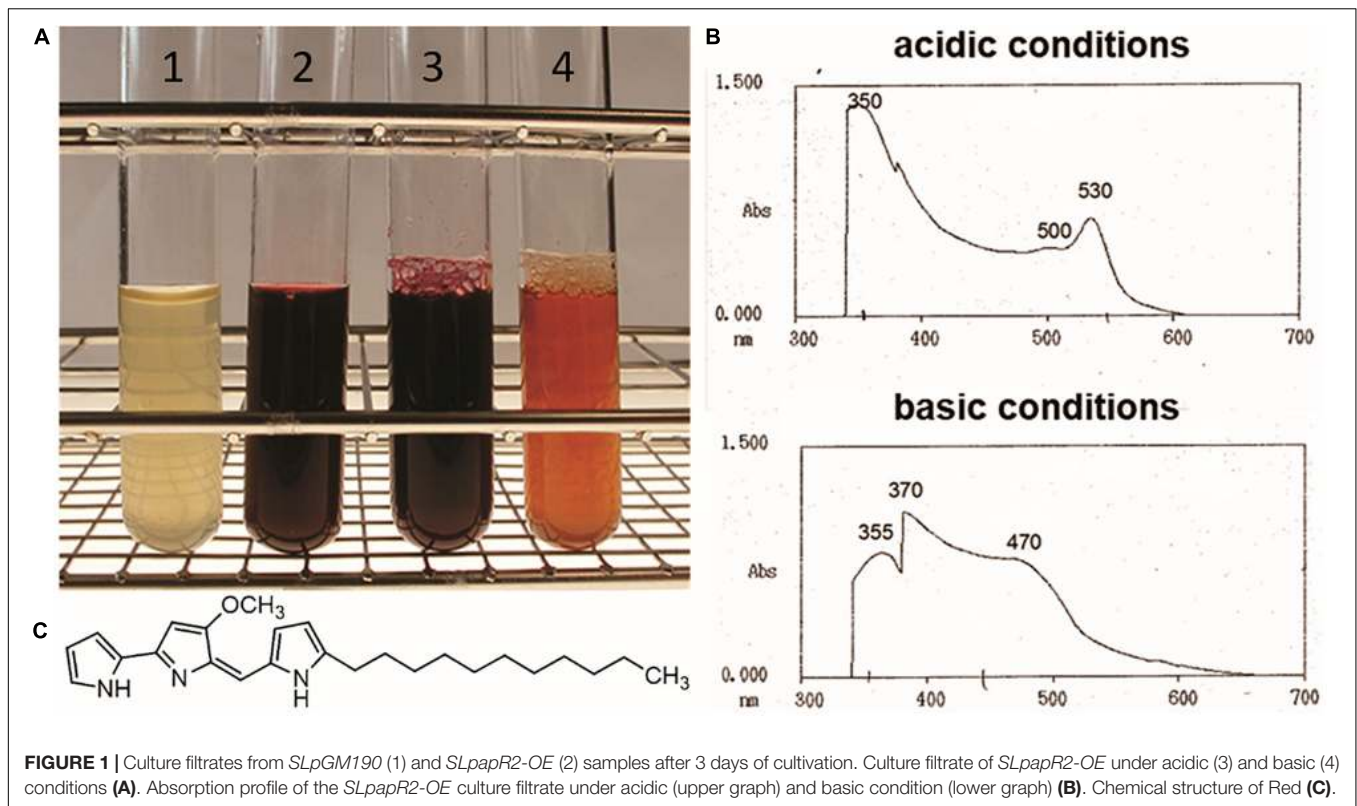 A
1 2 3 4
B
acidic conditions
1.500
350
530
Abs
500
0.000
nm
300 500 600 700
basic conditions
1.500
370
355
470
Abs
0.000
nm
400 500 600 700
C
OCH3
NH
N
N
H
CH3
FIGURE 1 | Culture filtrates from SLpGM190 (1) and SLpapR2-OE (2) samples after 3 days of cultivation. Culture filtrate of SLpapR2-OE under acidic (3) and basic (4)
conditions (A). Absorption profile of the SLpapR2-OE culture filtrate under acidic (upper graph) and basic condition (lower graph) (B). Chemical structure of Red (C).